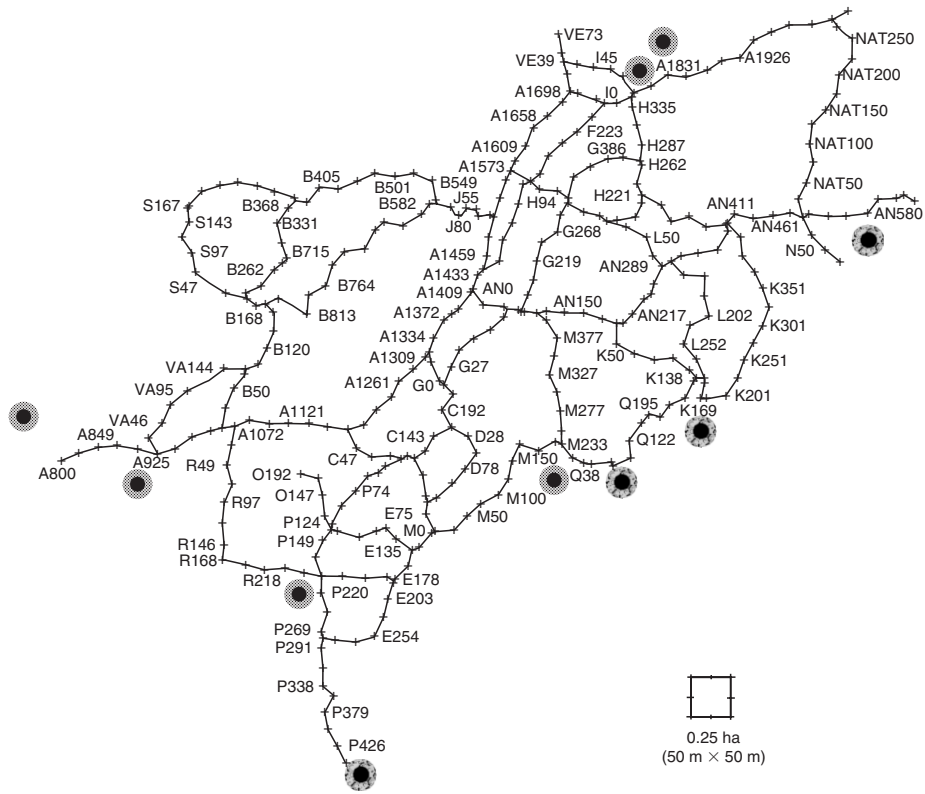 VE73
NAT250
VE39
I45
A1831
A1926
NAT200
A1698
I0
H335
NAT150
A1658
F223
G386
H287
NAT100
A1609
A1573
H262
B405
B501
B549
NAT50
S167
B368
B582
J55
H94
H221
AN411
AN580
S143
B331
J80
G268
L50
AN461
N50
S97
B715
A1459
G219
AN289
B262
A1433
K351
S47
B764
A1409
AN0
AN150
AN217
L202
B168
B813
A1372
M377
K301
A1334
K50
L252
B120
A1309
G27
K251
VA144
A1261
G0
M327
K138
VA95
B50
Q195
K201
C192
M277
K169
VA46
A1121
A849
A1072
C143
D28
M233
Q122
A800
A925
R49
C47
M150
Q38
O192
D78
P74
M100
R97
O147
E75
M50
P124
M0
R146
P149
E135
R168
R218
P220
E178
E203
P269
E254
P291
P338
P379
P426
0.25 ha
(50 m × 50 m)